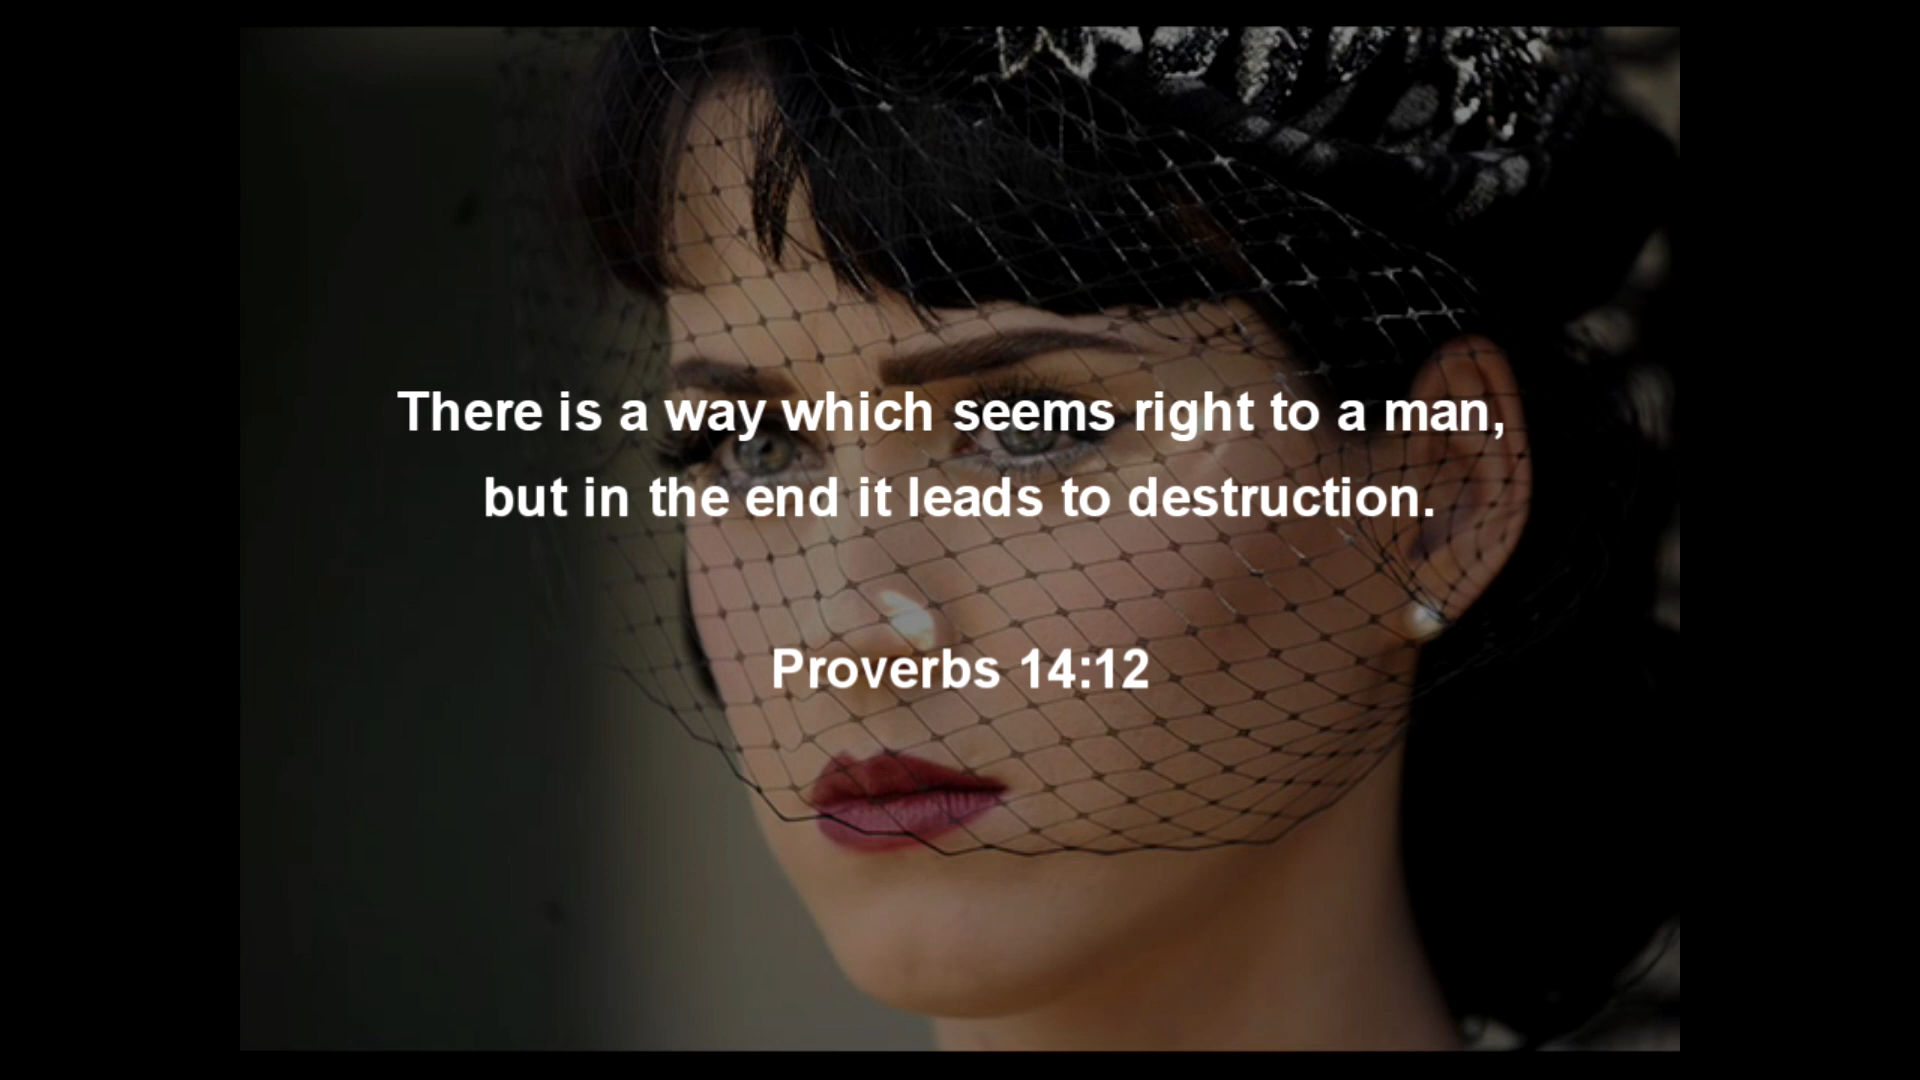 There is a way which seems right to a man,
but in the end it leads to destruction.
Proverbs 14:12